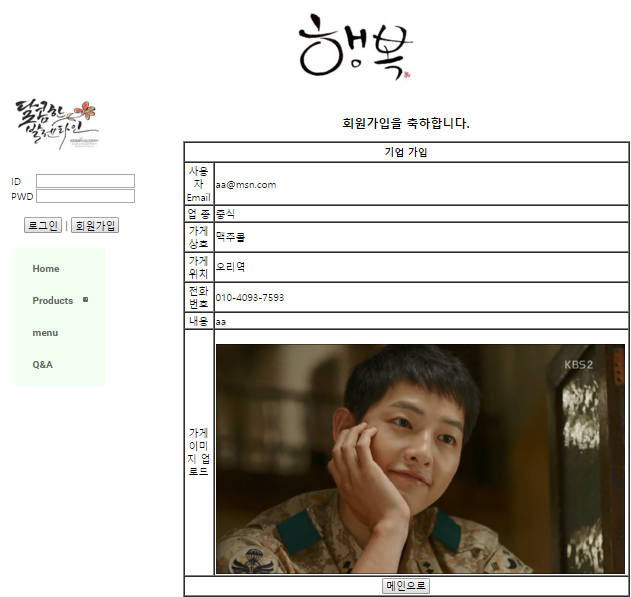 행복
달콤한
발렌타인
ID
PWD
로그인 | 회원가입
Home
Products
menu
Q&A
회원가입을 축하합니다.
기업 가입
사용
자
Email
aa@msn.com
업 종
중식
가게
상호
맥주콜
가게
위치
오리역
전화
번호
010-4093-7593
내용
aa
가게
이미
지 업
로드
KBS2
메인으로